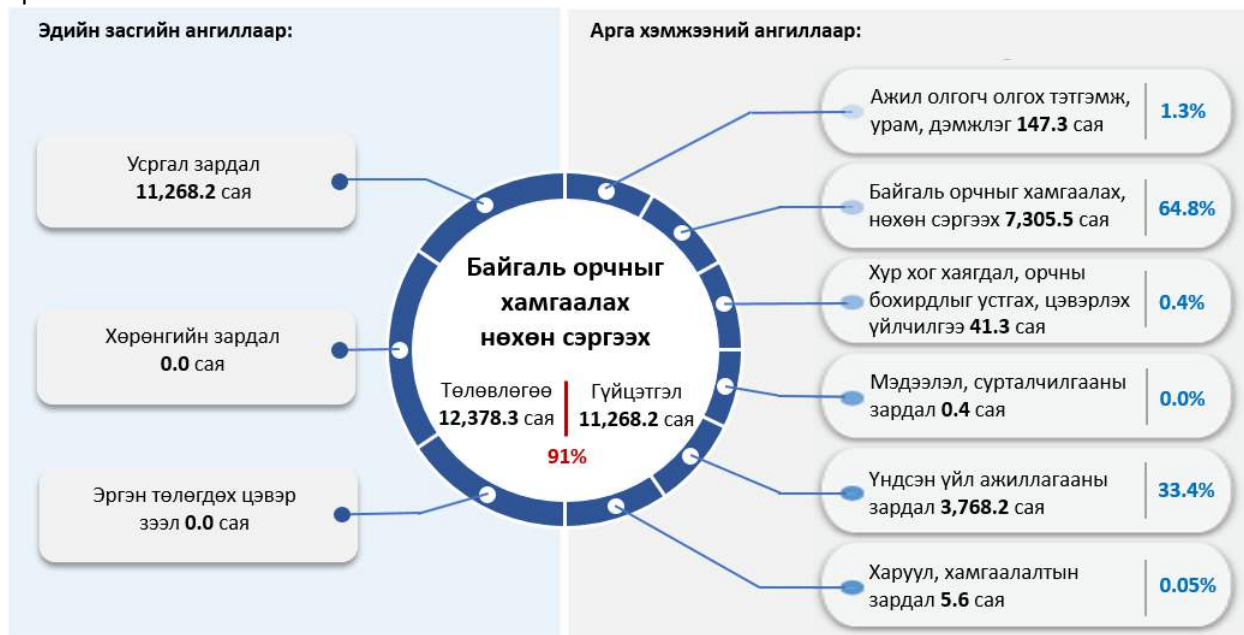 Эдийн засгийн ангиллаар:
Усргал зардал
11,268.2 сая
Хөрөнгийн зардал
0.0 сая
Эргэн төлөгдөх цэвэр
зээл 0.0 сая
Байгаль орчныг
хамгаалах
нөхөн сэргээх
Төлөвлөгөө
12,378.3 сая
Гүйцэтгэл
11,268.2 сая
91%
Арга хэмжээний ангиллаар:
Ажил олгогч олгох тэтгэмж,
урам, дэмжлэг 147.3 сая
1.3%
Байгаль орчныг хамгаалах,
нөхөн сэргээх 7,305.5 сая
64.8%
Хур хог хаягдал, орчны
бохирдлыг устгах, цэвэрлэх
үйлчилгээ 41.3 сая
0.4%
Мэдээлэл, сурталчилгааны
зардал 0.4 сая
0.0%
Үндсэн үйл ажиллагааны
зардал 3,768.2 сая
33.4%
Харуул, хамгаалалтын
зардал 5.6 сая
0.05%